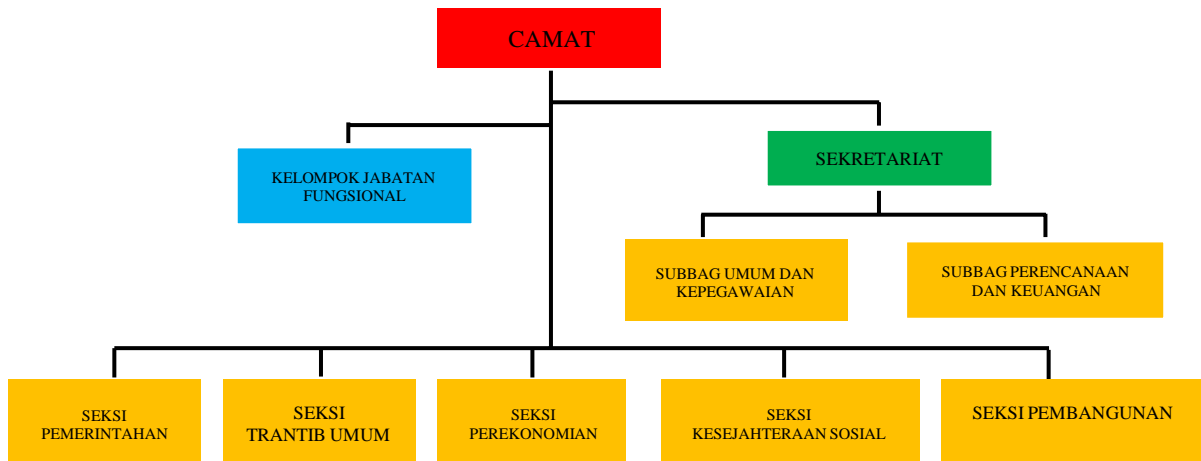 CAMAT
KELOMPOK JABATAN
FUNGSIONAL
SEKRETARIAT
SUBBAG UMUM DAN
KEPEGAWAIAN
SUBBAG PERENCANAAN
DAN KEUANGAN
SEKSI
PEMERINTAHAN
SEKSI
TRANTIB UMUM
SEKSI
PEREKONOMIAN
SEKSI
KESEJAHTERAAN SOSIAL
SEKSI PEMBANGUNAN